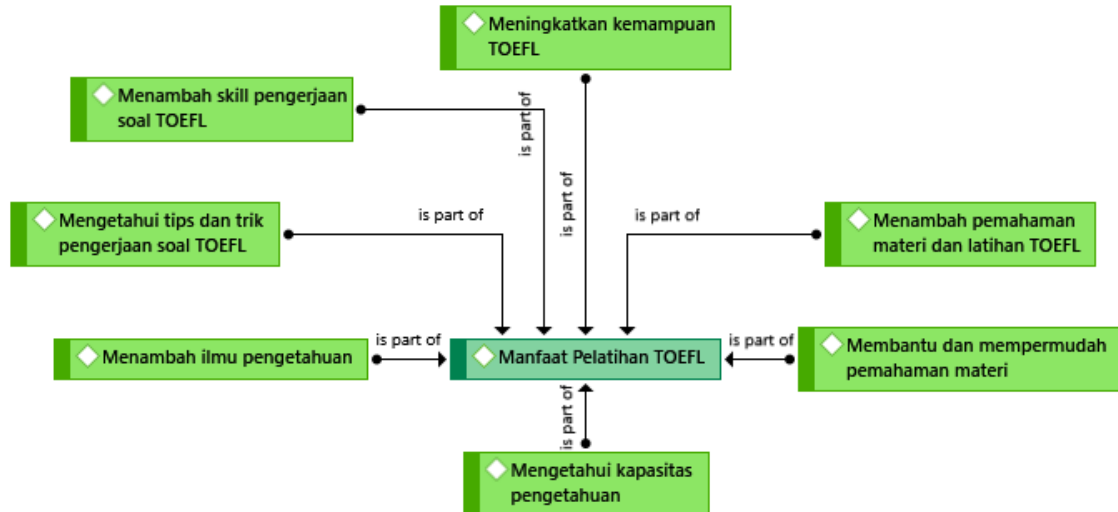 Meningkatkan kemampuan
TOEFL
Menambah skill pengerjaan
soal TOEFL
is part of
is part of
Mengetahui tips dan trik
pengerjaan soal TOEFL
is part of
is part of
Menambah pemahaman
materi dan latihan TOEFL
Menambah ilmu pengetahuan
is part of
Manfaat Pelatihan TOEFL
is part of
Membantu dan mempermudah
pemahaman materi
is part of
Mengetahui kapasitas
pengetahuan